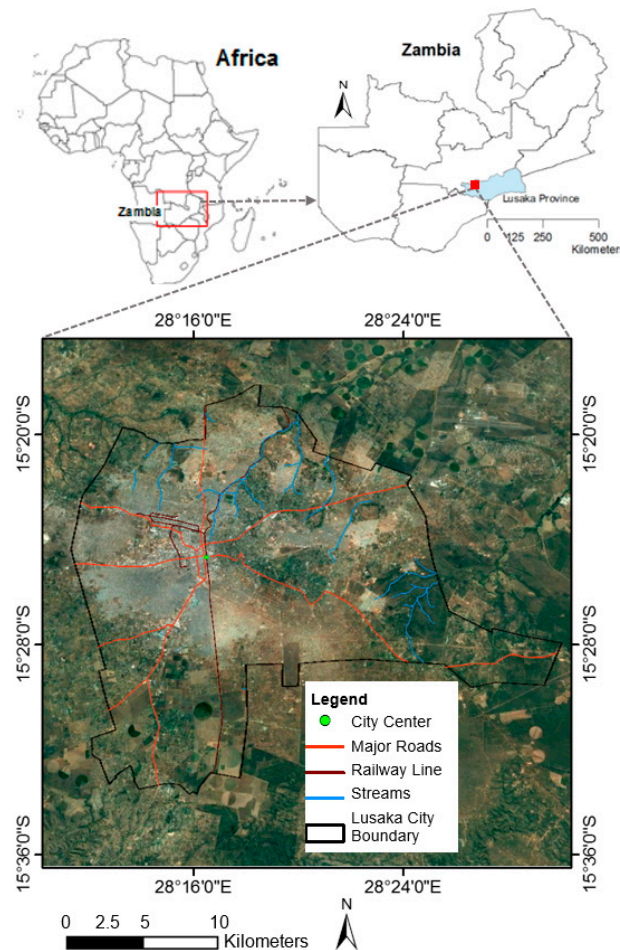 Africa
Zambia
N
Zambia
Lusaka Province
0 125 250 500
Kilometer
28°16'0"E 28°24'0"E
15°20'0"S 15°20'0"S
15°28'0"S 15°28'0"S
15°36'0"S 15°36'0"S
Legend
City Center
Major Roads
Railway Line
Streams
Lusaka City
Boundary
28°16'0"E 28°24'0"E
0 2.5 5 10
Kilometers
N